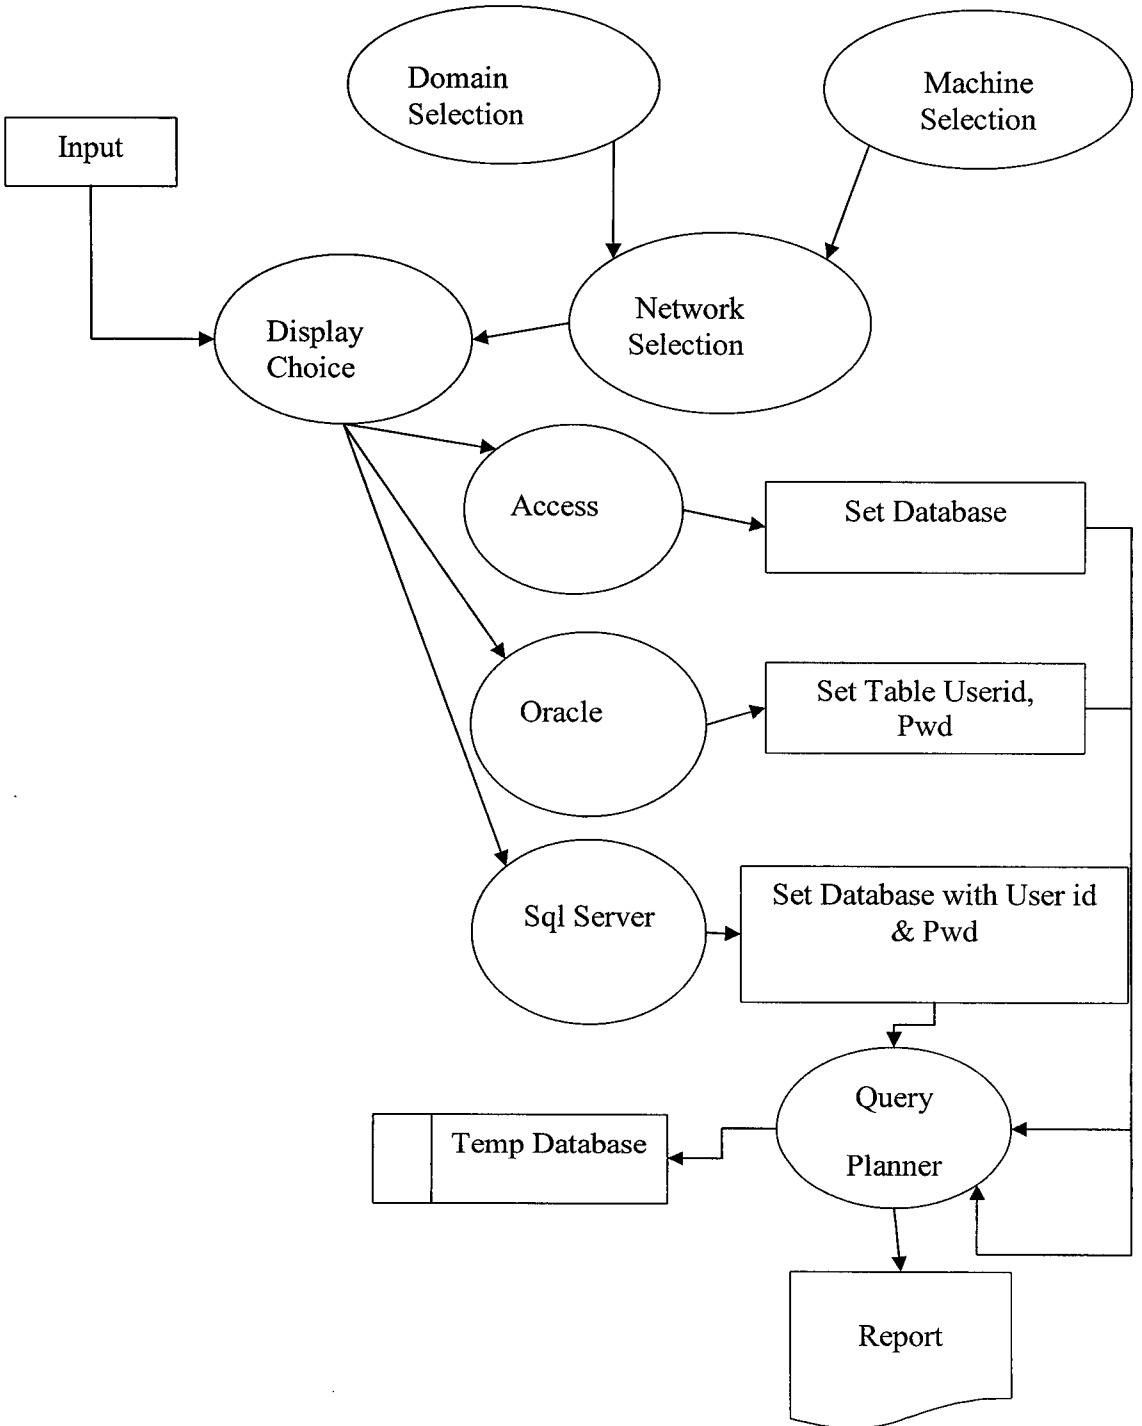 Domain
Selection
Machine
Selection
Input
Network
Selection
Display
Choice
Access
Set Database
Oracle
Set Table Userid,
Pwd
Sql Server
Set Database with User id
& Pwd
Query
Planner
Temp Database
Report